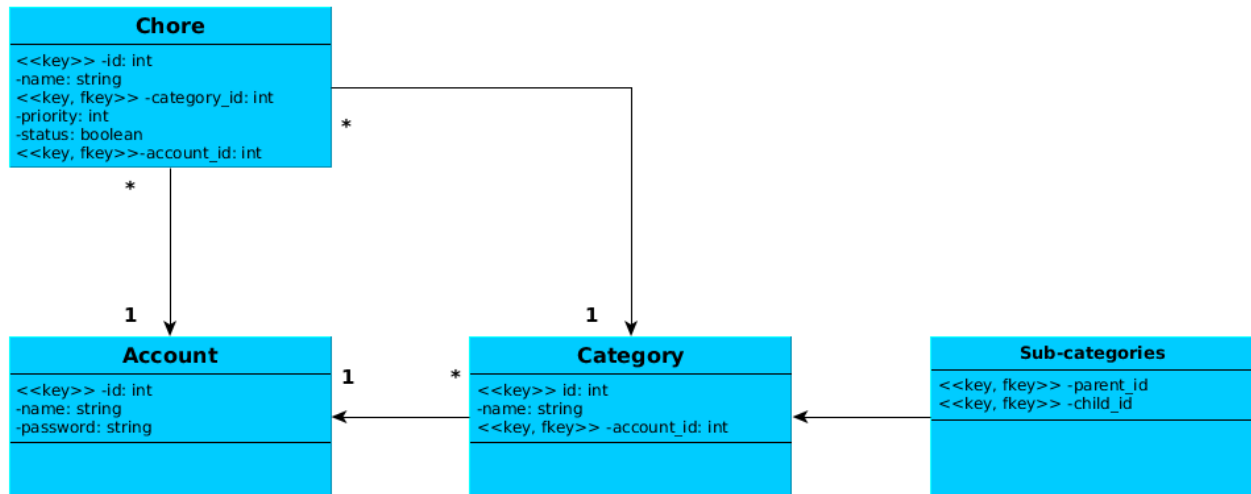 Chore
<<key>> -id: int
-name: string
<<key, fkey>> -category_id: int
-priority: int
-status: boolean
<<key, fkey>>-account_id: int
*
*
1
1
Account
<<key>> -id: int
-name: string
-password: string
1
*
Category
<<key>> id: int
-name: string
<<key, fkey>> -account_id: int
Sub-categories
<<key, fkey>> -parent_id
<<key, fkey>> -child_id